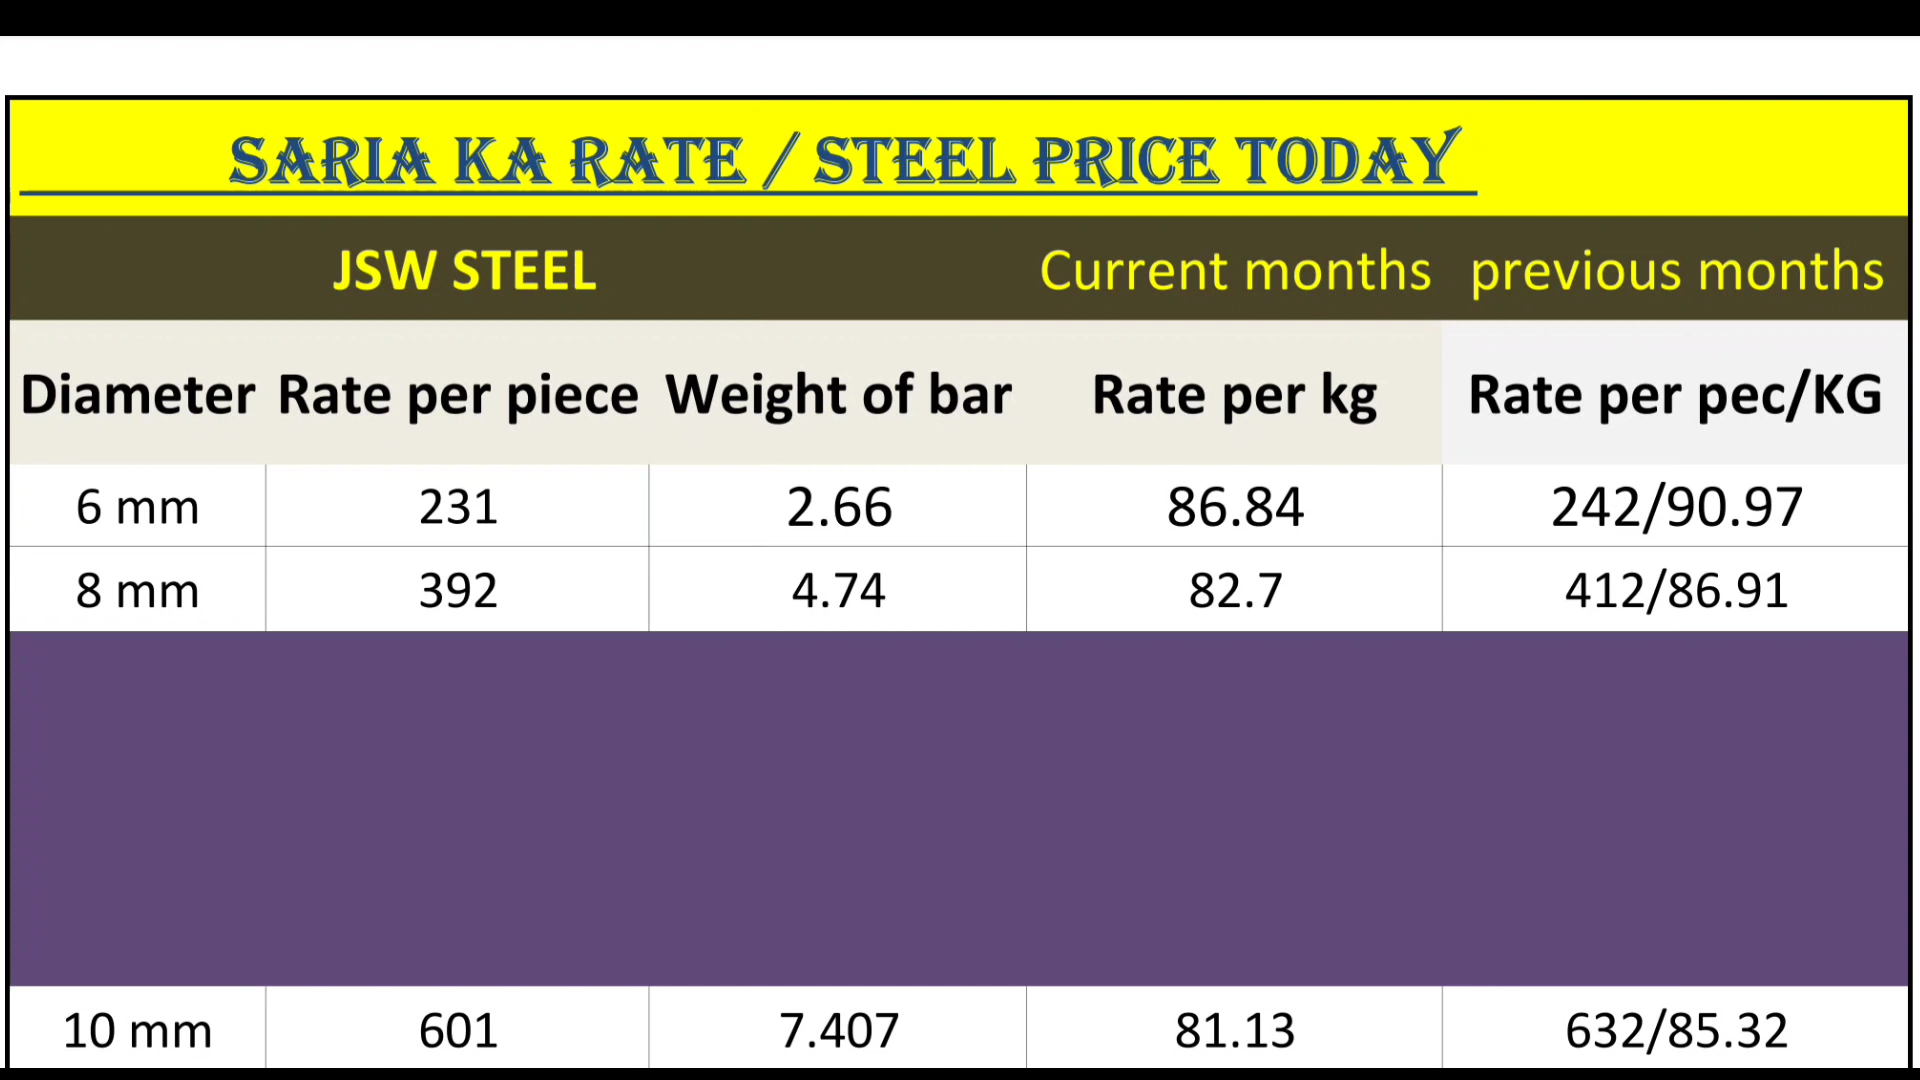 SARIA KA RATE / STEEL PRICE TODAY
JSW STEEL Current months previous months
Diameter Rate per piece Weight of bar Rate per kg Rate per pec/KG
6 mm 231 2.66 86.84 242/90.97
8 mm 392 4.74 82.7 412/86.91
10 mm 601 7.407 81.13 632/85.32